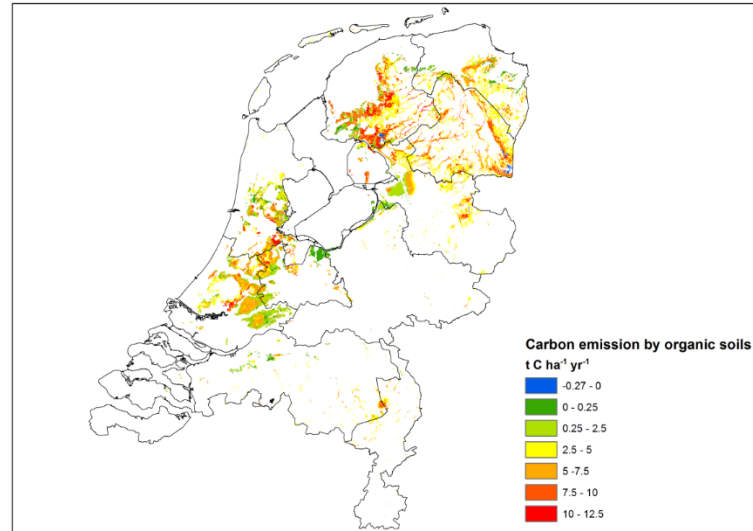 Carbon emission by organic soils
t C ha⁻¹ yr⁻¹
-0.27 - 0
0 - 0.25
0.25 - 2.5
2.5 - 5
5 -7.5
7.5 - 10
10 - 12.5